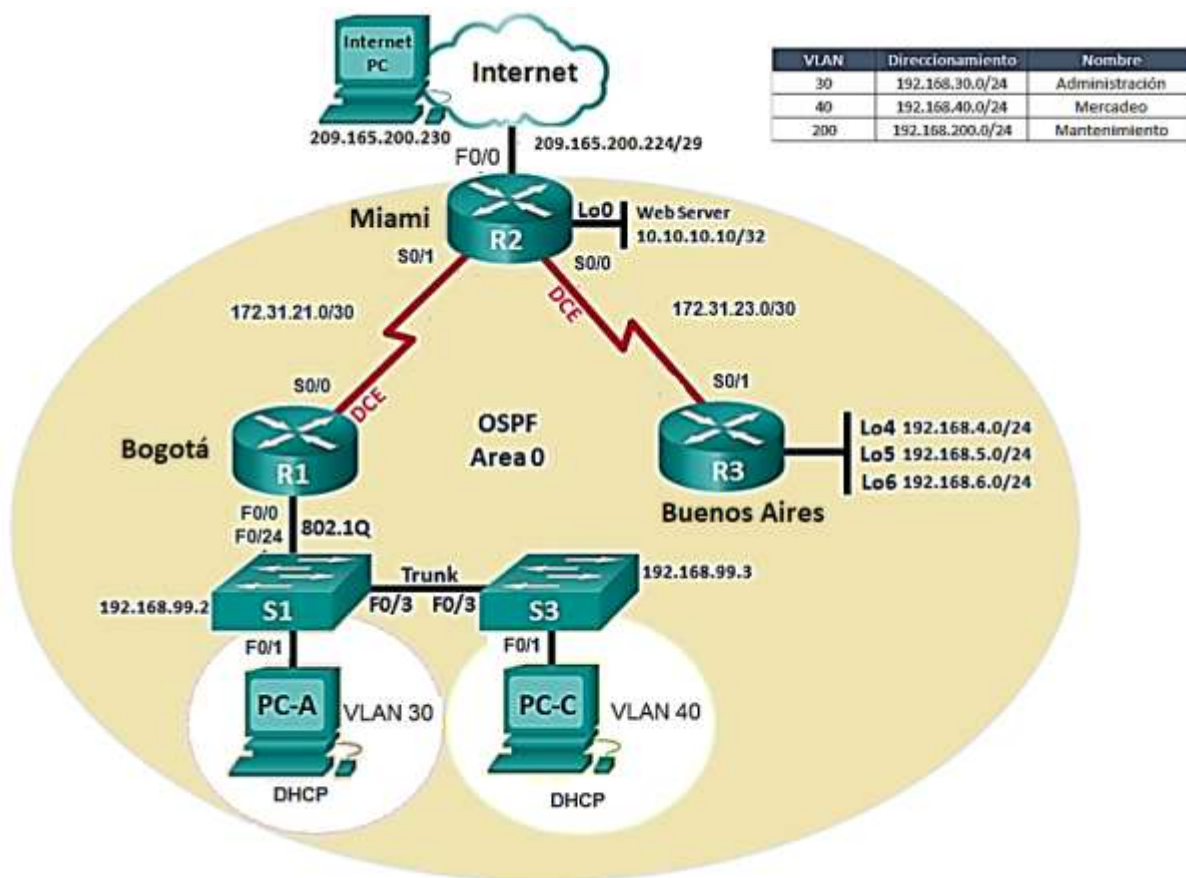 Internet
PC
Internet
209.165.200.230
209.165.200.224/29
F0/0
VLAN Direccionamiento Nombre
30 192.168.30.0/24 Administración
40 192.168.40.0/24 Mercadeo
200 192.168.200.0/24 Mantenimiento
Miami
R2
Lo0
Web Server
10.10.10.10/32
S0/1
S0/0
DCE
172.31.21.0/30
172.31.23.0/30
S0/0
DCE
S0/1
Bogotá
R1
OSPF
Area 0
R3
Buenos Aires
Lo4 192.168.4.0/24
Lo5 192.168.5.0/24
Lo6 192.168.6.0/24
F0/0
F0/24
802.1Q
Trunk
F0/3 F0/3
192.168.99.2
S1
S3
192.168.99.3
F0/1
F0/1
PC-A
VLAN 30
DHCP
PC-C
VLAN 40
DHCP